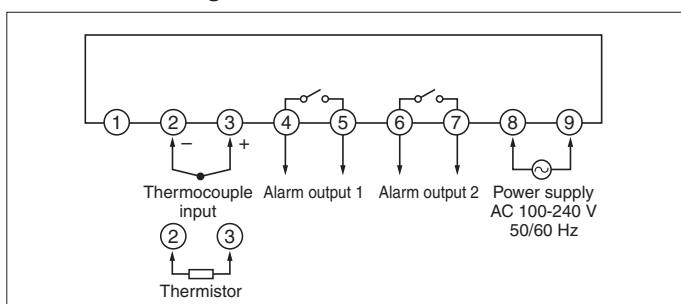 1 2 3 4 5 6 7 8 9
− +
Thermocouple input
Alarm output 1
Alarm output 2
Power supply
AC 100-240 V
50/60 Hz
2 3
Thermistor